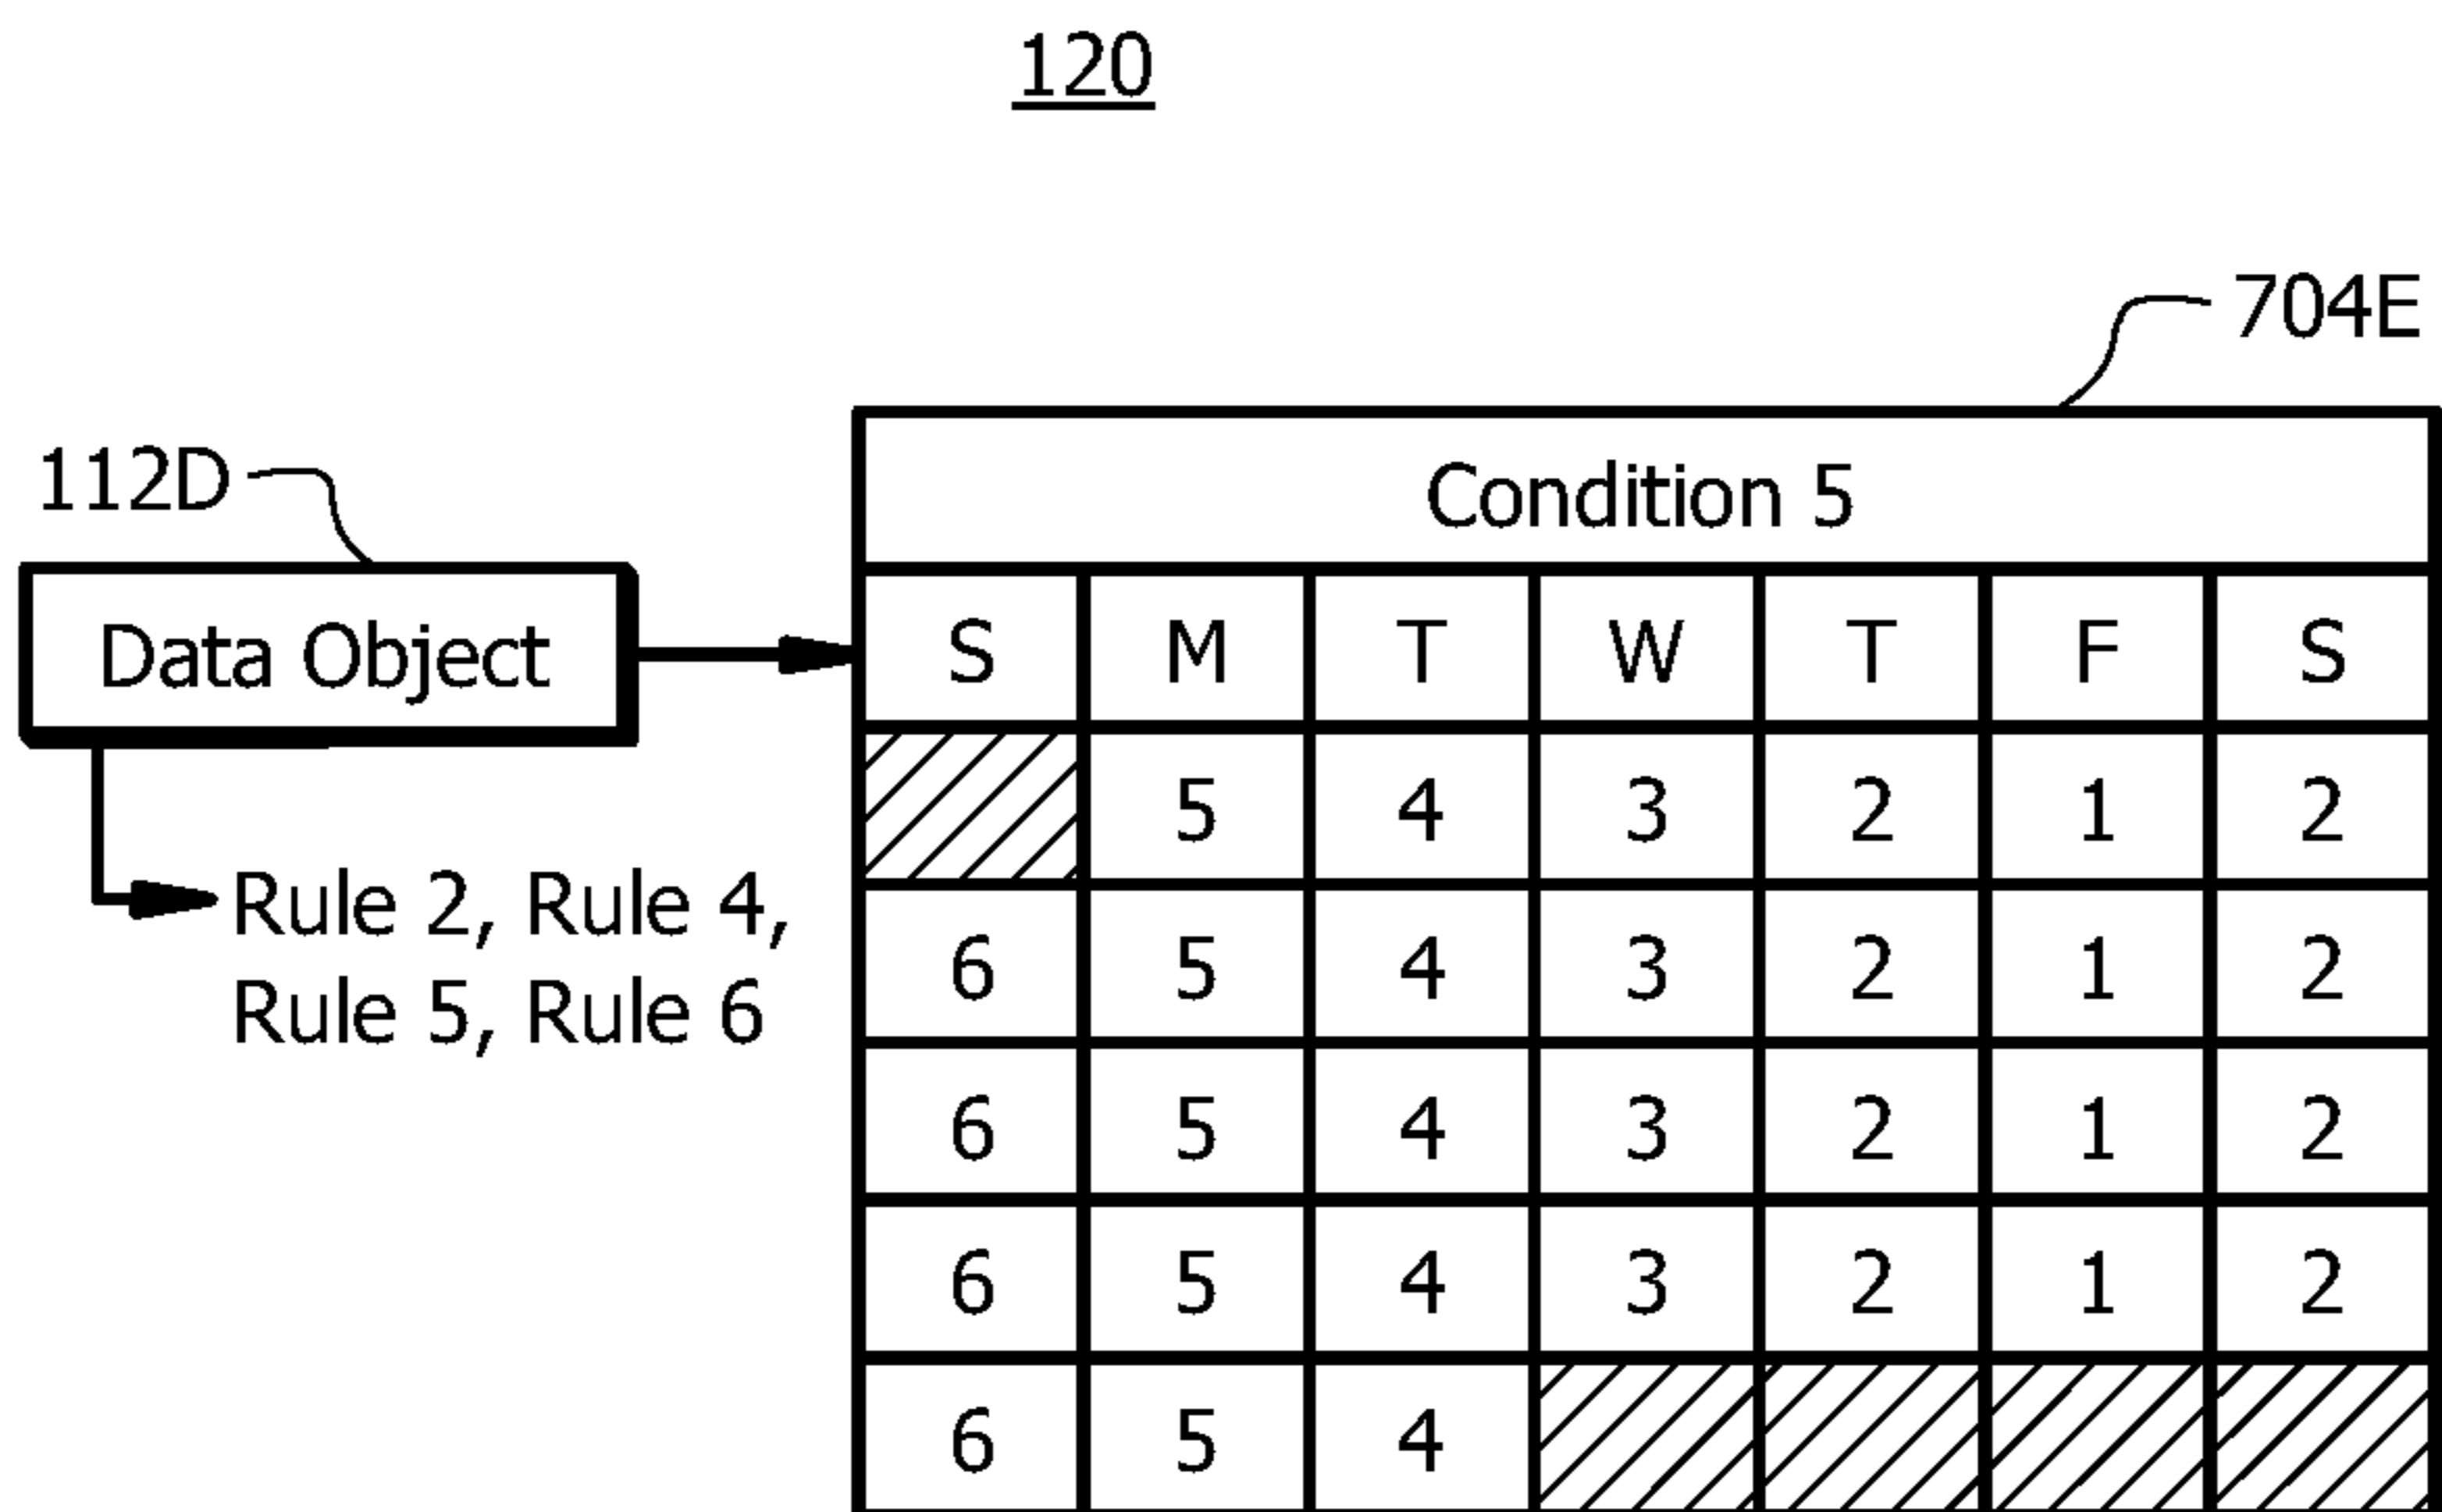 120
704E
112D
Condition 5
Data Object
S M T W T F S
5 4 3 2 1 2
Rule 2, Rule 4,
Rule 5, Rule 6
6 5 4 3 2 1 2
6 5 4 3 2 1 2
6 5 4 3 2 1 2
6 5 4